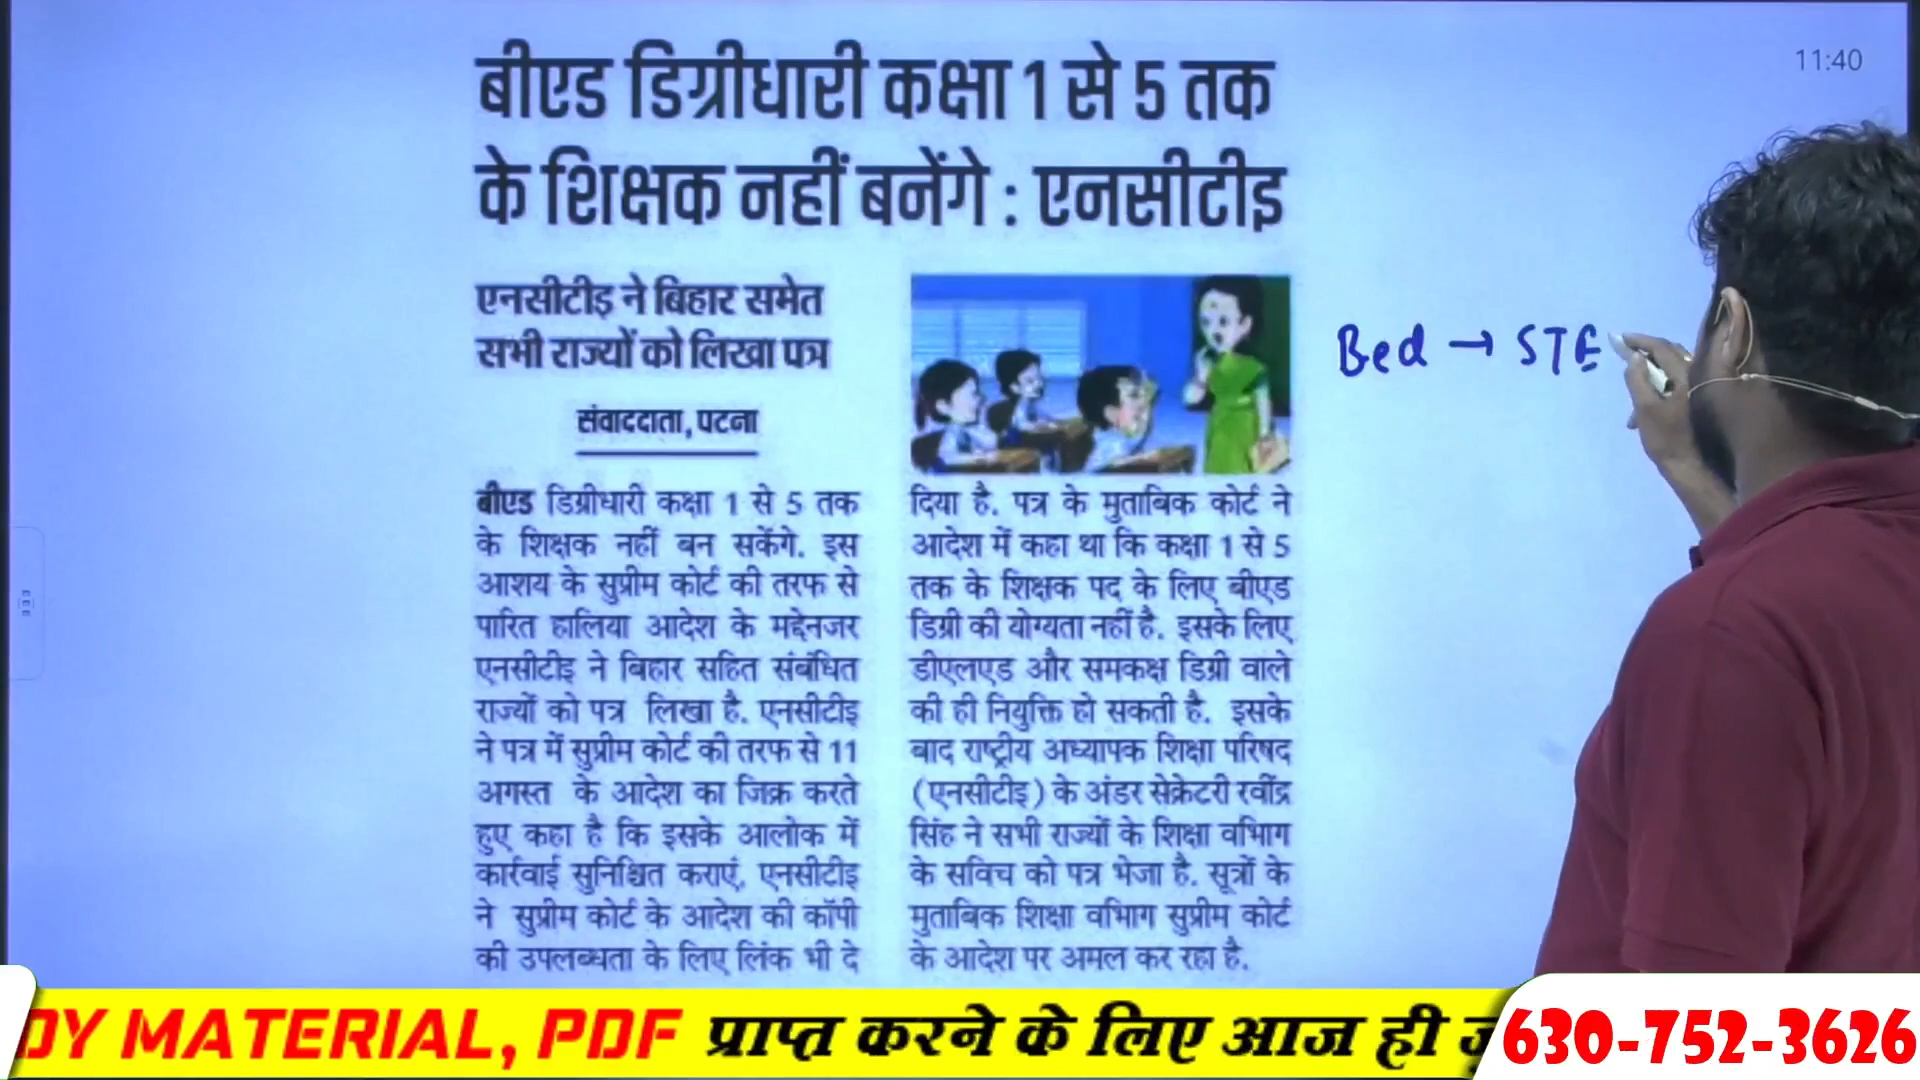 11:40
बीएड डिग्रीधारी कक्षा 1 से 5 तक
के शिक्षक नहीं बनेंगे : एनसीटीइ
एनसीटीइ ने बिहार समेत
सभी राज्यों को लिखा पत्र
संवाददाता, पटना
बीएड डिग्रीधारी कक्षा 1 से 5 तक
के शिक्षक नहीं बन सकेंगे. इस
आशय के सुप्रीम कोर्ट की तरफ से
पारित हालिया आदेश के मद्देनजर
एनसीटीइ ने बिहार सहित संबंधित
राज्यों को पत्र लिखा है. एनसीटीइ
ने पत्र में सुप्रीम कोर्ट की तरफ से 11
अगस्त के आदेश का जिक्र करते
हुए कहा है कि इसके आलोक में
कार्रवाई सुनिश्चित कराएं. एनसीटीइ
ने सुप्रीम कोर्ट के आदेश की कॉपी
की उपलब्धता के लिए लिंक भी दे
दिया है. पत्र के मुताबिक कोर्ट ने
आदेश में कहा था कि कक्षा 1 से 5
तक के शिक्षक पद के लिए बीएड
डिग्री की योग्यता नहीं है. इसके लिए
डीएलएड और समकक्ष डिग्री वाले
की ही नियुक्ति हो सकती है. इसके
बाद राष्ट्रीय अध्यापक शिक्षा परिषद
(एनसीटीइ) के अंडर सेक्रेटरी रवींद्र
सिंह ने सभी राज्यों के शिक्षा वभिाग
के सविच को पत्र भेजा है. सूत्रों के
मुताबिक शिक्षा वभिाग सुप्रीम कोर्ट
के आदेश पर अमल कर रहा है.
Bed → STE
DY MATERIAL, PDF प्राप्त करने के लिए आज ही
630-752-3626